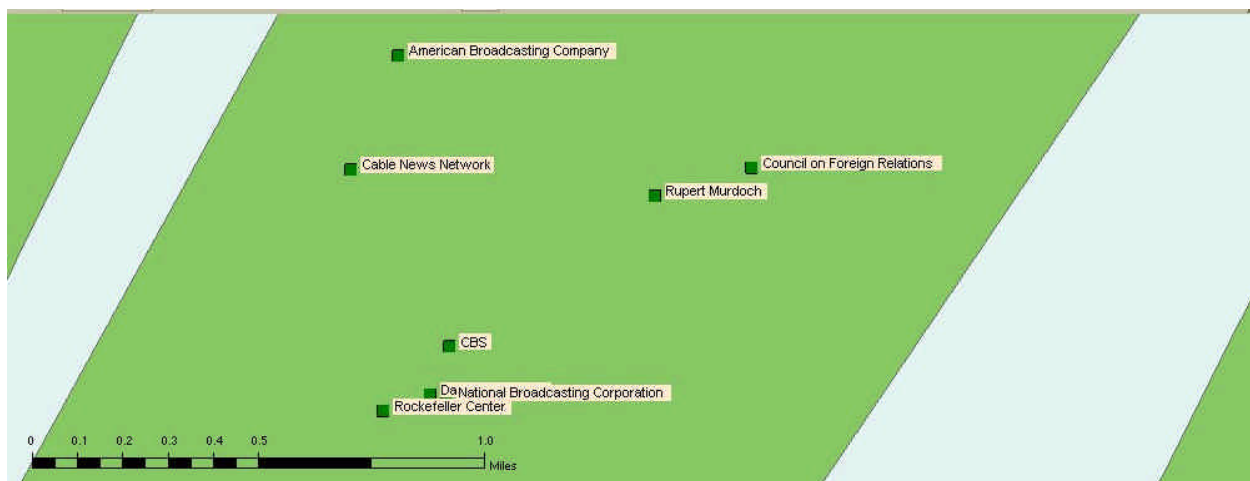 American Broadcasting Company
Cable News Network
Council on Foreign Relations
Rupert Murdoch
CBS
National Broadcasting Corporation
Rockefeller Center
0 0.1 0.2 0.3 0.4 0.5 1.0
Miles